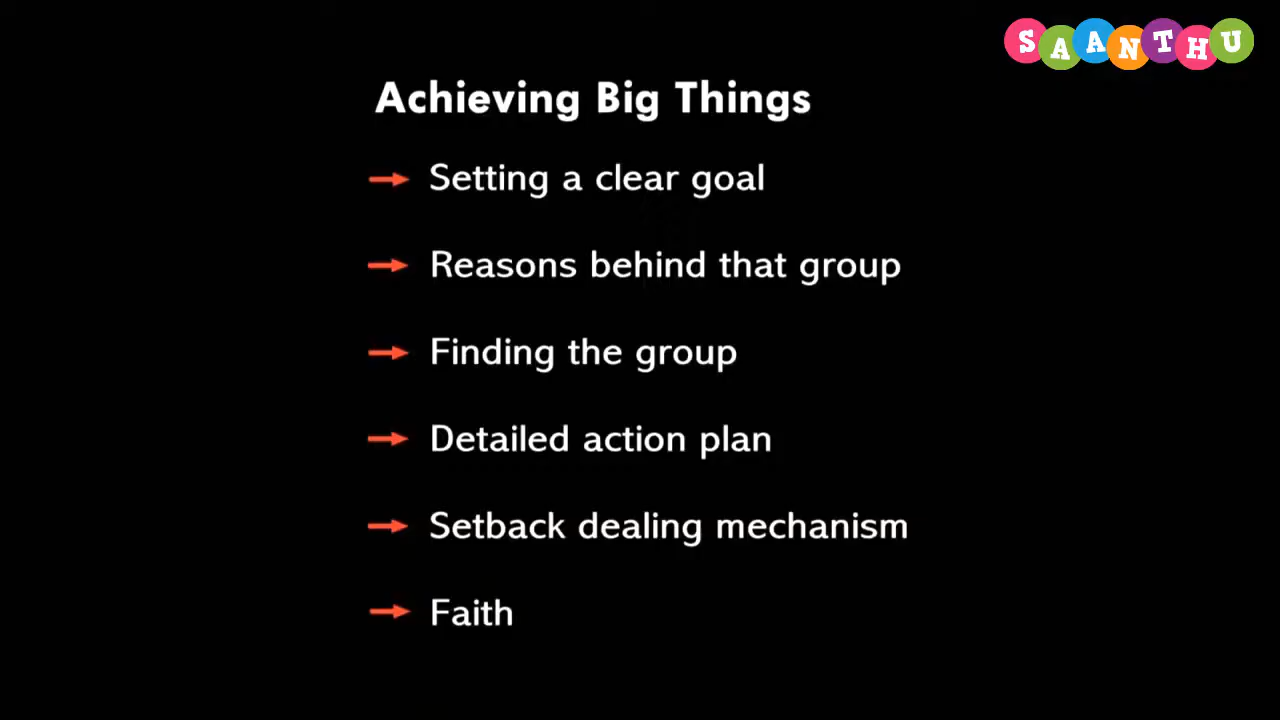 SAANTHU
Achieving Big Things
Setting a clear goal
Reasons behind that group
Finding the group
Detailed action plan
Setback dealing mechanism
Faith